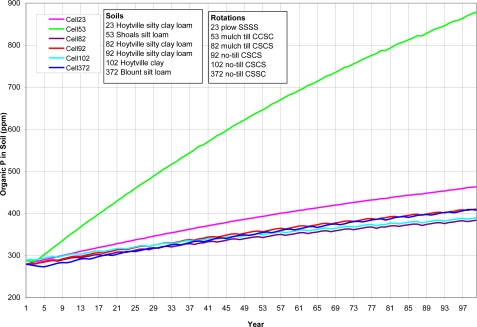 900
800
700
600
500
400
300
200
Organic P in Soil (ppm)
Cell23
Cell53
Cell82
Cell92
Cell102
Cell372
Soils
23 Hoytville silty clay loam
53 Shoals silt loam
82 Hoytville silty clay loam
92 Hoytville silty clay loam
102 Hoytville clay
372 Blount silt loam
Rotations
23 plow SSSS
53 mulch till CCSC
82 mulch till CSCS
92 no-till CSCS
102 no-till CSCS
372 no-till CSSC
1 5 9 13 17 21 25 29 33 37 41 45 49 53 57 61 65 69 73 77 81 85 89 93 97
Year